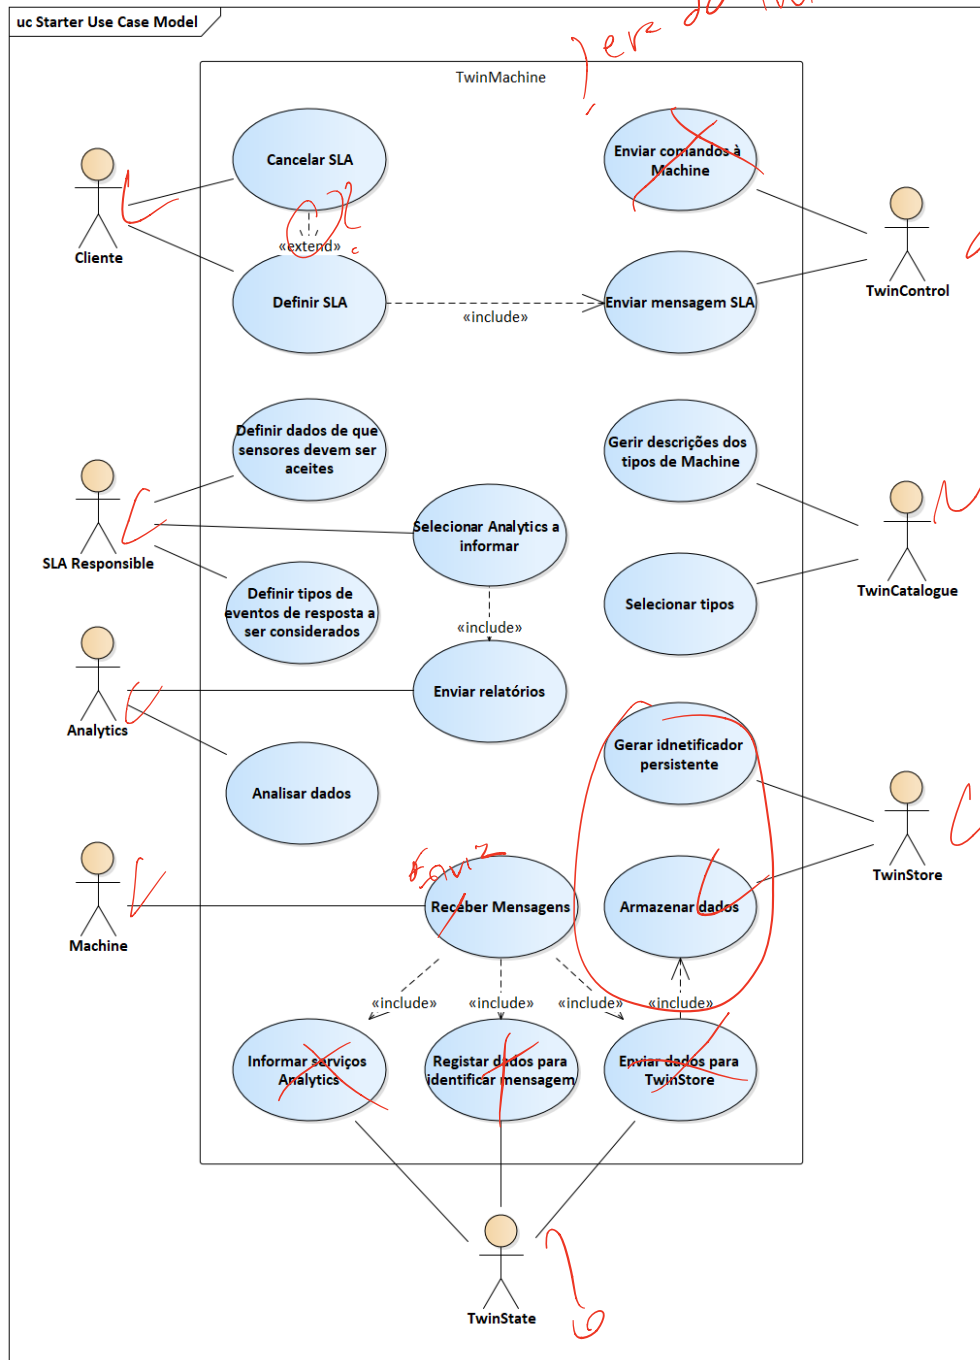 uc Starter Use Case Model
TwinMachine
Cancelar SLA
Enviar comandos à
Machine
Cliente
«extend»
Definir SLA
«include»
Enviar mensagem SLA
TwinControl
Definir dados de que
sensores devem ser
aceites
Gerir descrições dos
tipos de Machine
SLA Responsible
Selecionar Analytics a
informar
TwinCatalogue
Definir tipos de
eventos de resposta a
ser considerados
Selecionar tipos
«include»
Analytics
Enviar relatórios
Gerar idnetificador
persistente
Analisar dados
TwinStore
Machine
Receber Mensagens
Armazenar dados
«include»
«include»
«include»
«include»
Informar serviços
Analytics
Registar dados para
identificar mensagem
Enviar dados para
TwinStore
TwinState